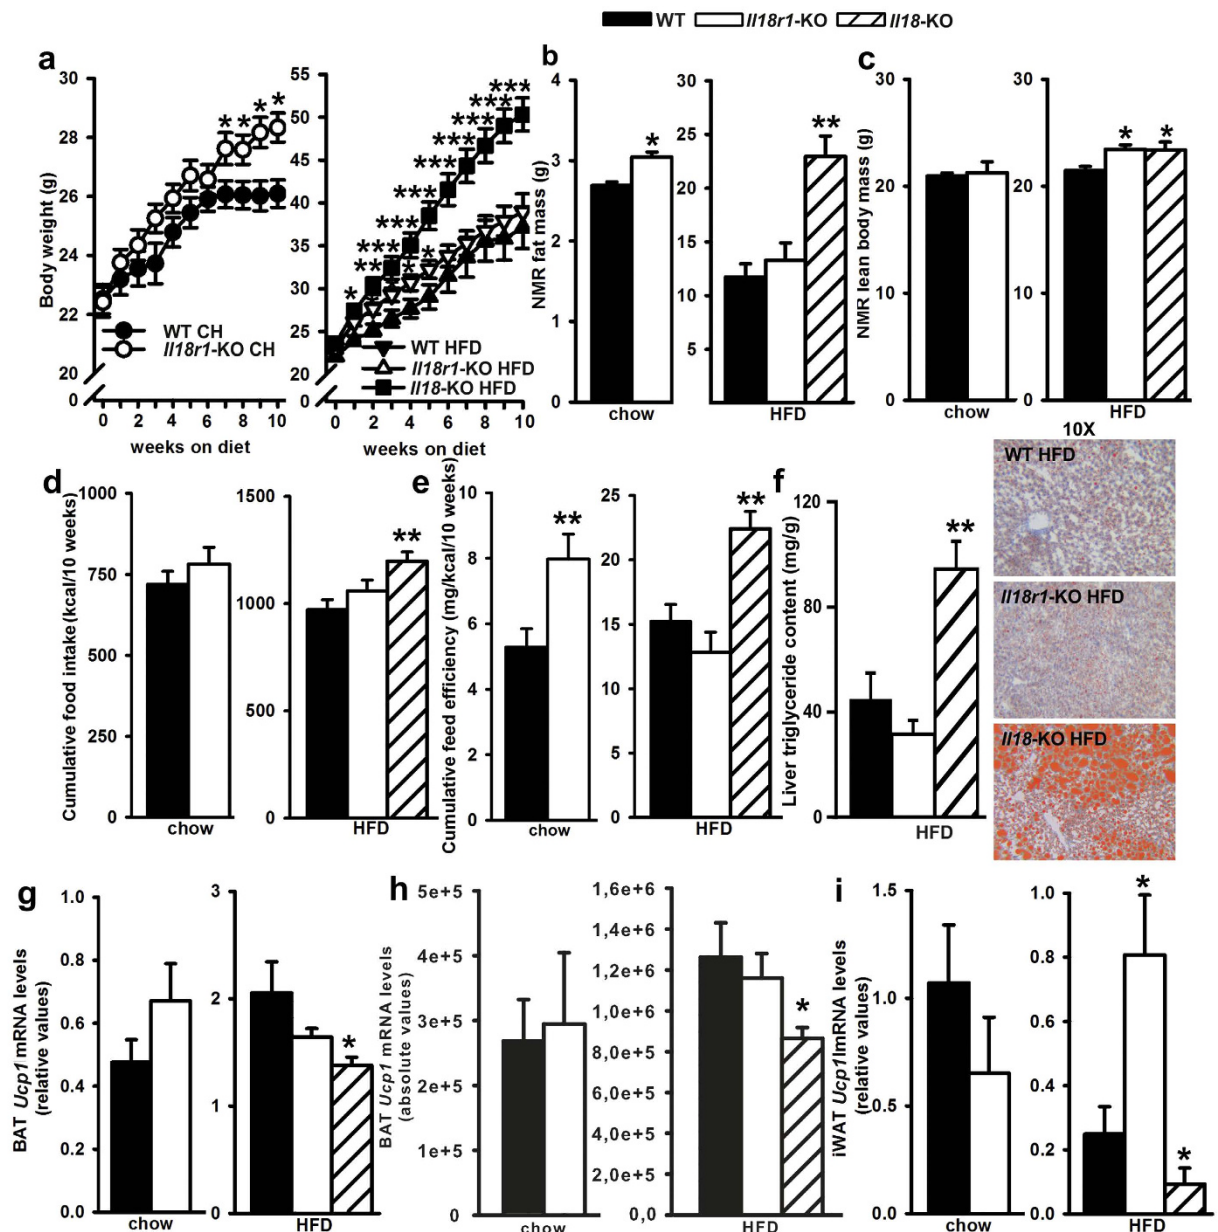 WT Il18r1-KO Il18-KO
a
Body weight (g)
30
28
26
24
22
20
0
* * * *
WT CH
Il18r1-KO CH
0 2 4 6 8 10
weeks on diet
55
50
45
40
35
30
25
20
0
* ** *** *** *** *** *** *** *** ***
* *
WT HFD
Il18r1-KO HFD
Il18-KO HFD
0 2 4 6 8 10
weeks on diet
b
NMR fat mass (g)
4
3
2
1
0
*
chow
30
25
20
15
10
5
**
HFD
c
NMR lean body mass (g)
30
20
10
0
chow
30
20
10
0
* *
HFD
10X
WT HFD
Il18r1-KO HFD
Il18-KO HFD
d
Cumulative food intake (kcal/10 weeks)
1000
750
500
250
0
chow
1500
1000
500
0
**
HFD
e
Cumulative feed efficiency (mg/kcal/10 weeks)
10
8
6
4
2
0
**
chow
25
20
15
10
5
0
**
HFD
f
Liver triglyceride content (mg/g)
120
80
40
0
**
HFD
g
BAT Ucp1 mRNA levels
(relative values)
1.0
0.8
0.6
0.4
0.2
0.0
chow
3
2
1
0
*
HFD
h
BAT Ucp1 mRNA levels
(absolute values)
5e+5
4e+5
3e+5
2e+5
1e+5
0
chow
1,6e+6
1,4e+6
1,2e+6
1,0e+6
8,0e+5
6,0e+5
4,0e+5
2,0e+5
0,0
*
HFD
i
iWAT Ucp1lmRNA levels
(relative values)
1.5
1.0
0.5
0.0
chow
1.0
0.8
0.6
0.4
0.2
0.0
*
*
HFD